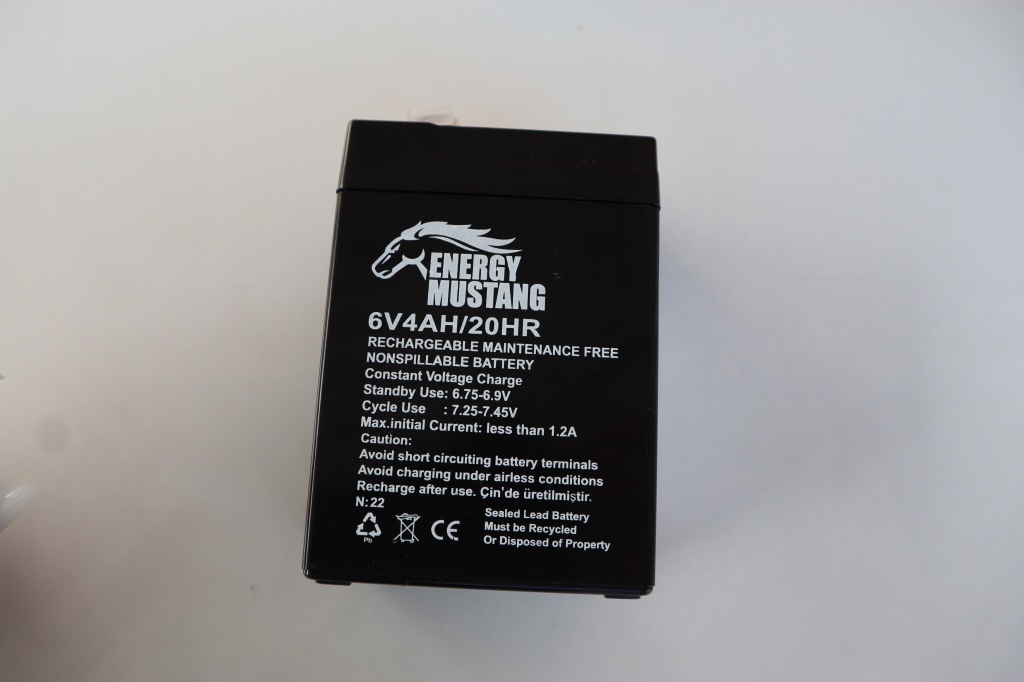 ENERGY
MUSTANG
6V4AH/20HR
RECHARGEABLE MAINTENANCE FREE
NONSPILLABLE BATTERY
Constant Voltage Charge
Standby Use: 6.75-6.9V
Cycle Use : 7.25-7.45V
Max.initial Current: less than 1.2A
Caution:
Avoid short circuiting battery terminals
Avoid charging under airless conditions
Recharge after use. Çin'de üretilmiştir.
N: 22
Pb
CE
Sealed Lead Battery
Must be Recycled
Or Disposed of Property